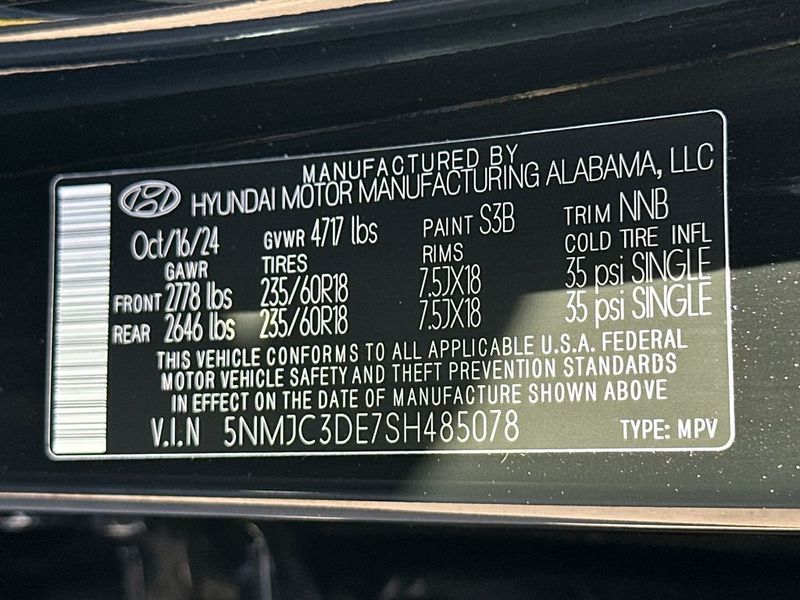 MANUFACTURED BY
HYUNDAI MOTOR MANUFACTURING ALABAMA, LLC
Oct/16/24 GVWR 4717 lbs PAINT S3B TRIM NNB
GAWR TIRES RIMS COLD TIRE INFL
FRONT 2778 lbs 235/60R18 7.5JX18 35 psi SINGLE
REAR 2646 lbs 235/60R18 7.5JX18 35 psi SINGLE
THIS VEHICLE CONFORMS TO ALL APPLICABLE U.S.A. FEDERAL
MOTOR VEHICLE SAFETY AND THEFT PREVENTION STANDARDS
IN EFFECT ON THE DATE OF MANUFACTURE SHOWN ABOVE
V.I.N 5NMJC3DE7SH485078 TYPE: MPV